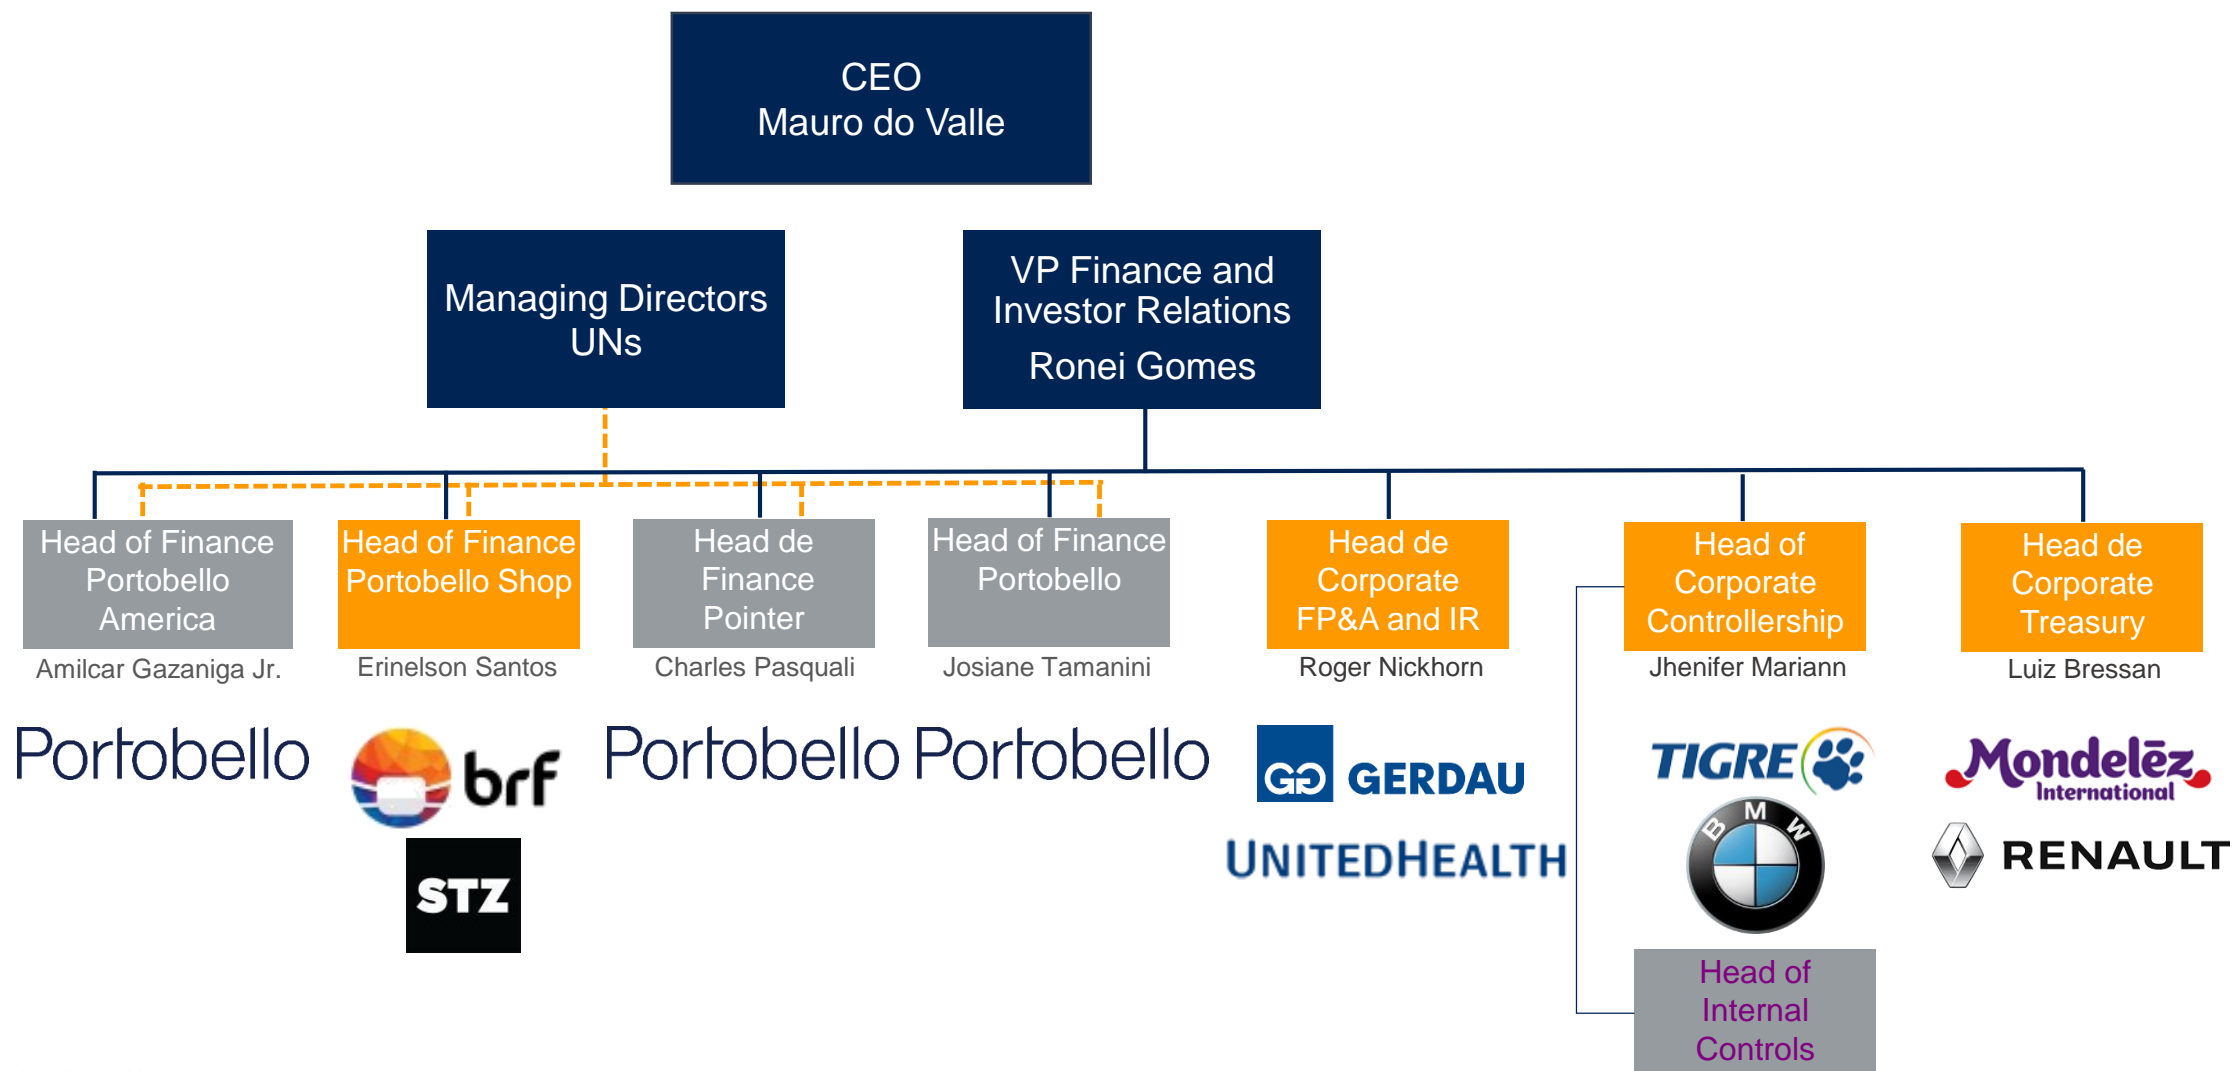 CEO
Mauro do Valle
Managing Directors
UNs
VP Finance and
Investor Relations
Ronei Gomes
Head of Finance
Portobello
America
Head of Finance
Portobello Shop
Head de
Finance
Pointer
Head of Finance
Portobello
Head de
Corporate
FP&A and IR
Head of
Corporate
Controllership
Head de
Corporate
Treasury
Amilcar Gazaniga Jr.
Erinelson Santos
Charles Pasquali
Josiane Tamanini
Roger Nickhorn
Jhenifer Mariann
Luiz Bressan
Portobello
brf
STZ
Portobello
Portobello
GERDAU
UNITEDHEALTH
TIGRE
BMW
Mondelēz
International
RENAULT
Head of
Internal
Controls